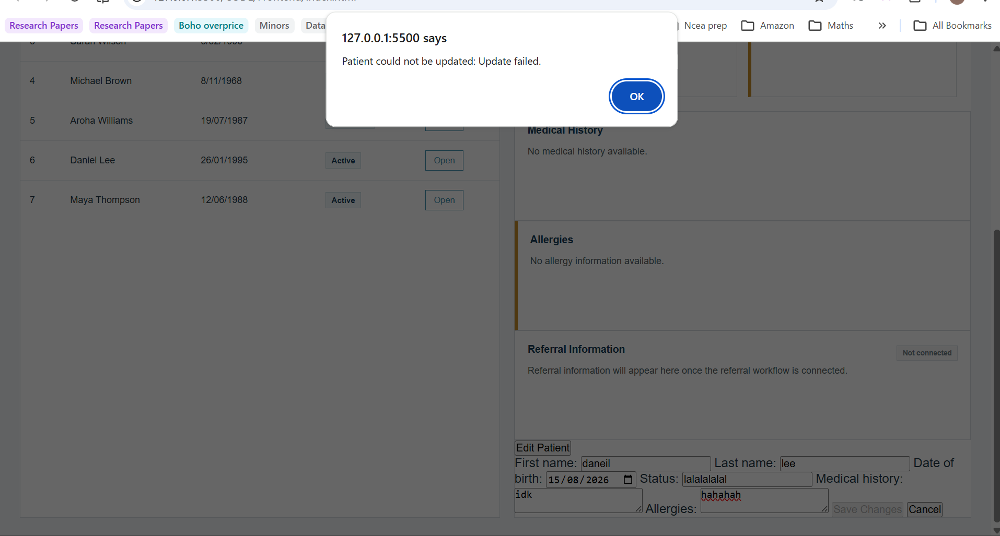 Research Papers
Research Papers
Boho overprice
Minors
Data
Ncea prep
Amazon
Maths
All Bookmarks
127.0.0.1:5500 says
Patient could not be updated: Update failed.
OK
4 Michael Brown 8/11/1968
5 Aroha Williams 19/07/1987
6 Daniel Lee 26/01/1995 Active Open
7 Maya Thompson 12/06/1988 Active Open
Medical History
No medical history available.
Allergies
No allergy information available.
Referral Information
Not connected
Referral information will appear here once the referral workflow is connected.
Edit Patient
First name: daneil Last name: lee Date of
birth: 15/08/2026 Status: lalalalalal Medical history:
idk Allergies: hahahah Save Changes Cancel